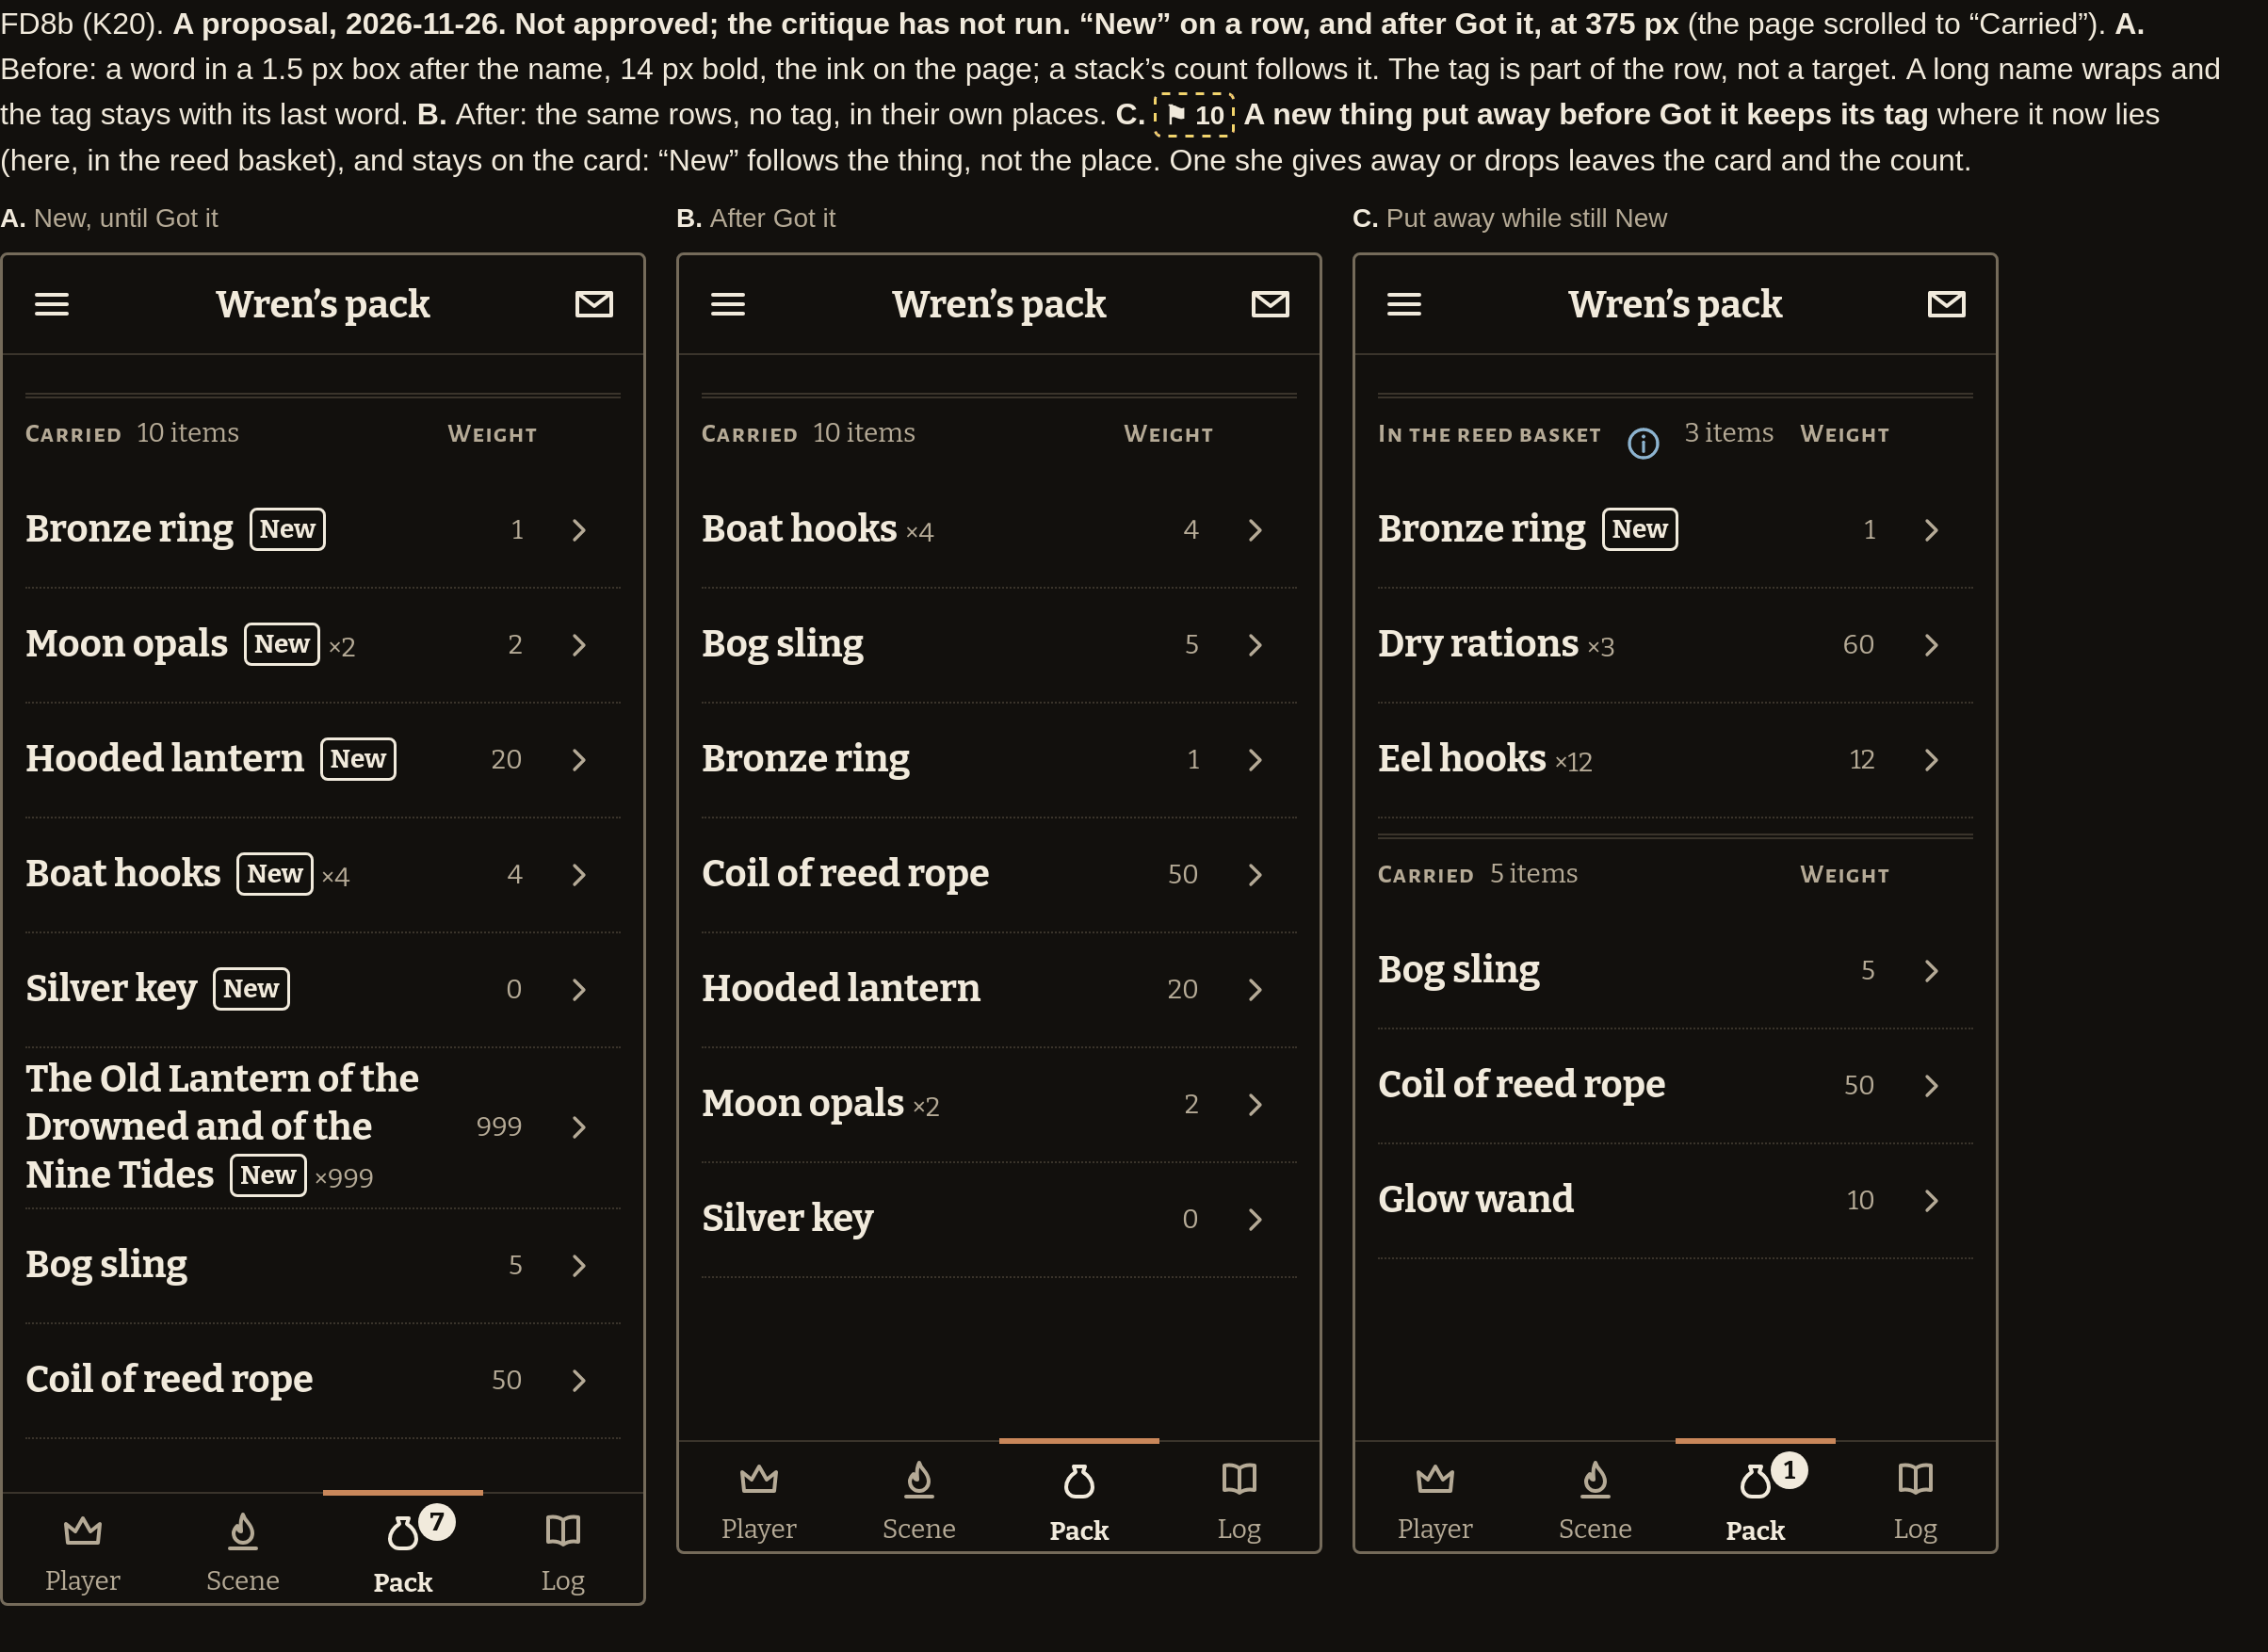 FD8b (K20). A proposal, 2026-11-26. Not approved; the critique has not run. “New” on a row, and after Got it, at 375 px (the page scrolled to “Carried”). A.
Before: a word in a 1.5 px box after the name, 14 px bold, the ink on the page; a stack’s count follows it. The tag is part of the row, not a target. A long name wraps and
the tag stays with its last word. B. After: the same rows, no tag, in their own places. C. ⚑ 10 A new thing put away before Got it keeps its tag where it now lies
(here, in the reed basket), and stays on the card: “New” follows the thing, not the place. One she gives away or drops leaves the card and the count.
A. New, until Got it
Wren’s pack
Carried 10 items Weight
Bronze ring New 1
Moon opals New ×2 2
Hooded lantern New 20
Boat hooks New ×4 4
Silver key New 0
The Old Lantern of the
Drowned and of the
Nine Tides New ×999
999
Bog sling 5
Coil of reed rope 50
7
Player Scene Pack Log
B. After Got it
Wren’s pack
Carried 10 items Weight
Boat hooks ×4 4
Bog sling 5
Bronze ring 1
Coil of reed rope 50
Hooded lantern 20
Moon opals ×2 2
Silver key 0
Player Scene Pack Log
C. Put away while still New
Wren’s pack
In the reed basket 3 items Weight
Bronze ring New 1
Dry rations ×3 60
Eel hooks ×12 12
Carried 5 items Weight
Bog sling 5
Coil of reed rope 50
Glow wand 10
1
Player Scene Pack Log